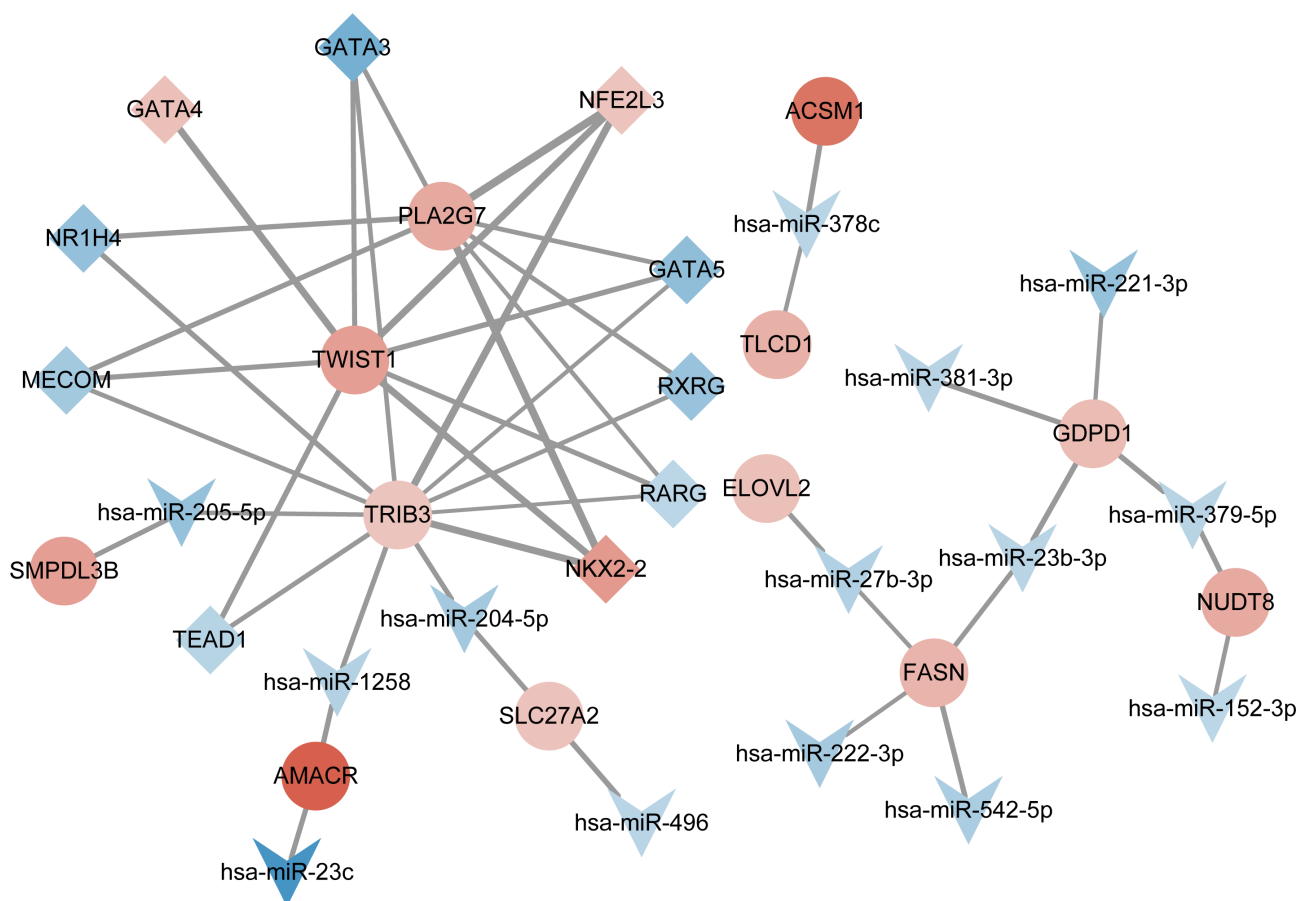 GATA3
NFE2L3
GATA4
ACSM1
PLA2G7
hsa-miR-378c
NR1H4
GATA5
hsa-miR-221-3p
TWIST1
TLCD1
MECOM
RXRG
hsa-miR-381-3p
GDPD1
RARG
ELOVL2
hsa-miR-205-5p
TRIB3
hsa-miR-379-5p
SMPDL3B
NKX2-2
hsa-miR-23b-3p
hsa-miR-27b-3p
NUDT8
hsa-miR-204-5p
TEAD1
FASN
hsa-miR-1258
SLC27A2
hsa-miR-152-3p
hsa-miR-222-3p
AMACR
hsa-miR-496
hsa-miR-542-5p
hsa-miR-23c